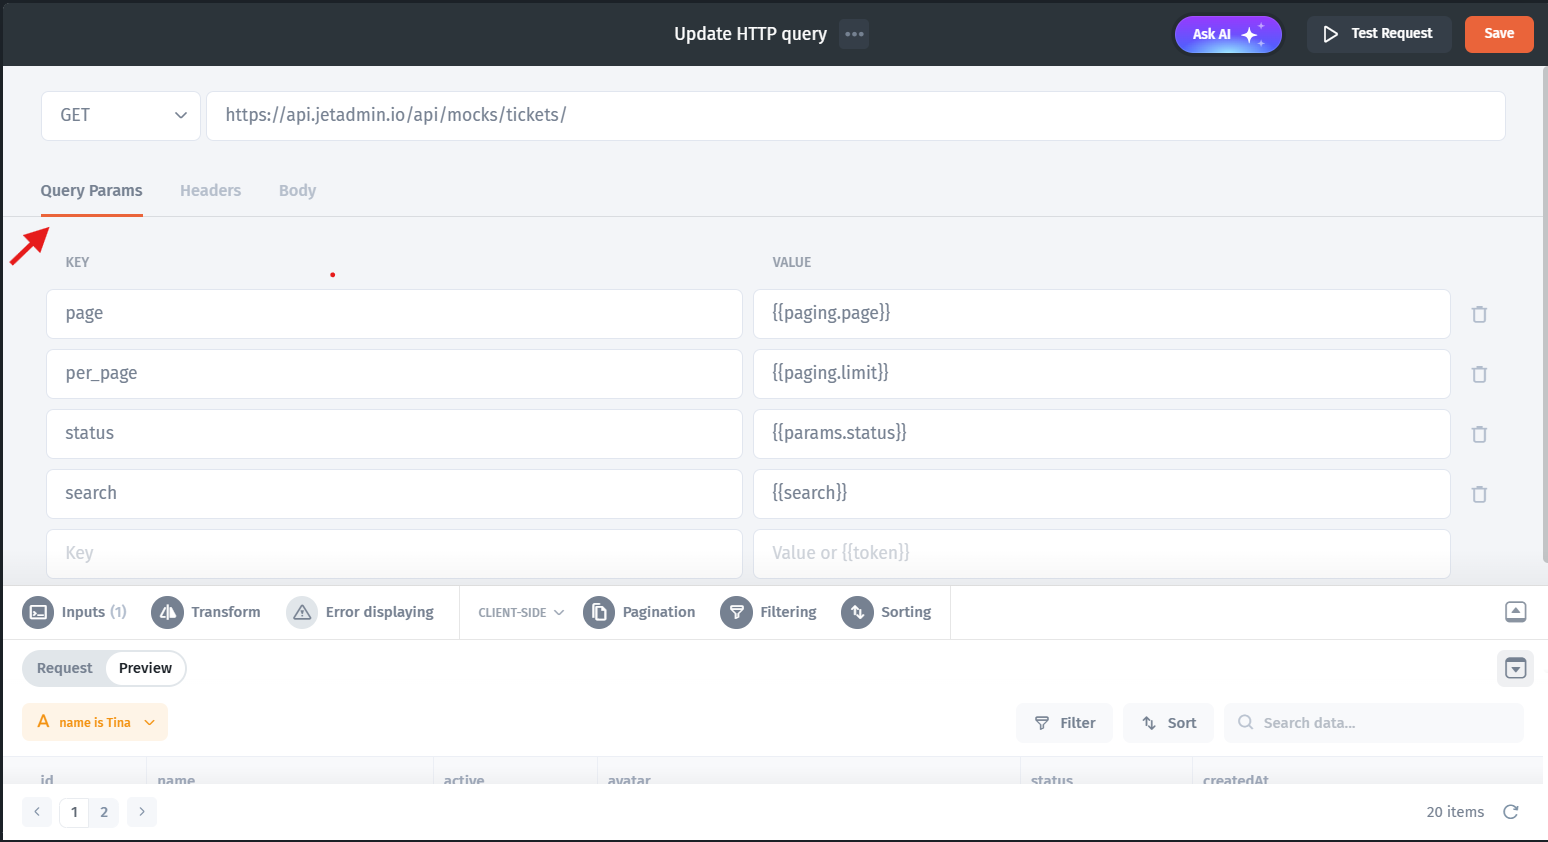 Update HTTP query
Ask AI
Test Request
Save
GET
https://api.jetadmin.io/api/mocks/tickets/
Query Params
Headers
Body
KEY
VALUE
page
{{paging.page}}
per_page
{{paging.limit}}
status
{{params.status}}
search
{{search}}
Key
Value or {{token}}
Inputs (1)
Transform
Error displaying
CLIENT-SIDE
Pagination
Filtering
Sorting
Request
Preview
A name is Tina
Filter
Sort
Search data...
id
name
active
avatar
status
createdAt
1
2
20 items